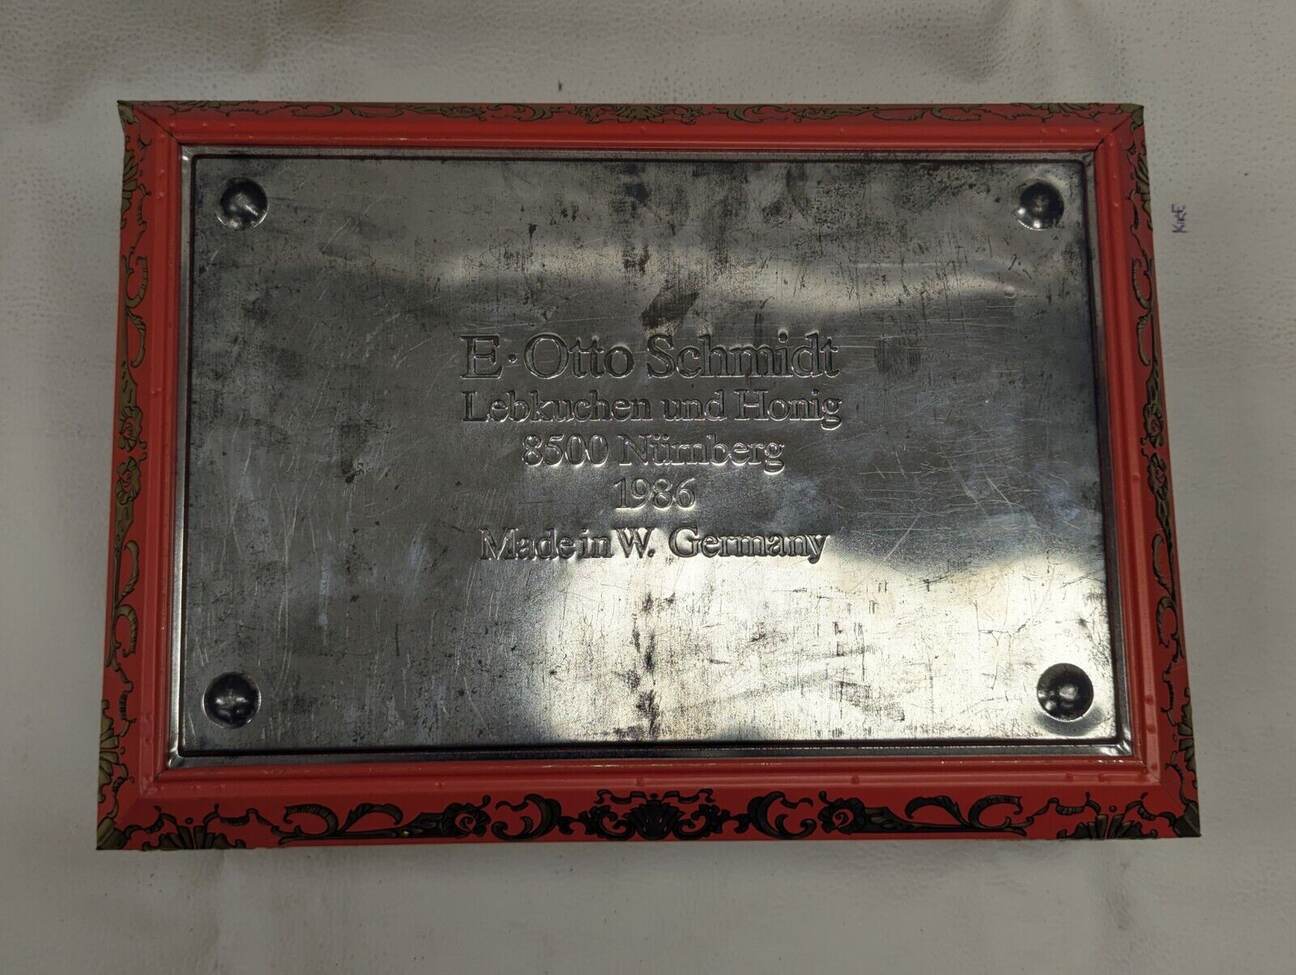 E·Otto Schmidt
Lebkuchen und Honig
8500 Nürnberg
1986
Made in W. Germany